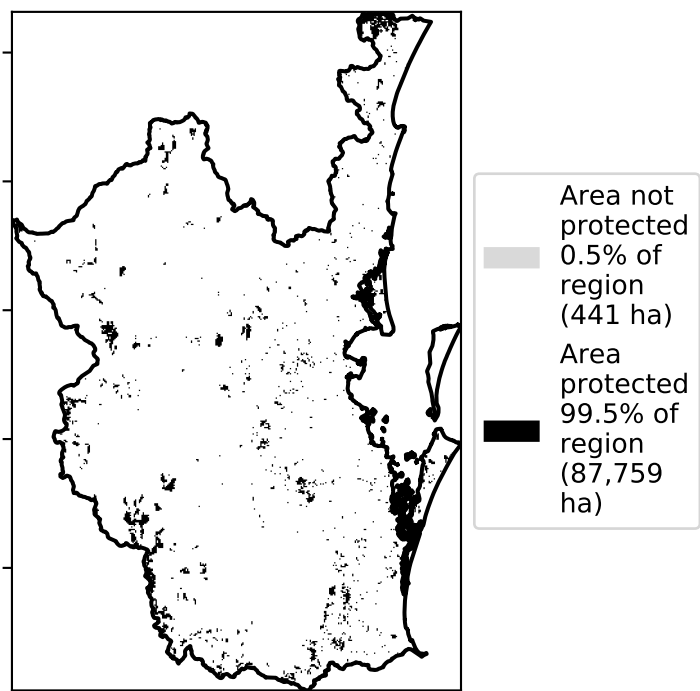 Area not
protected
0.5% of
region
(441 ha)
Area
protected
99.5% of
region
(87,759
ha)